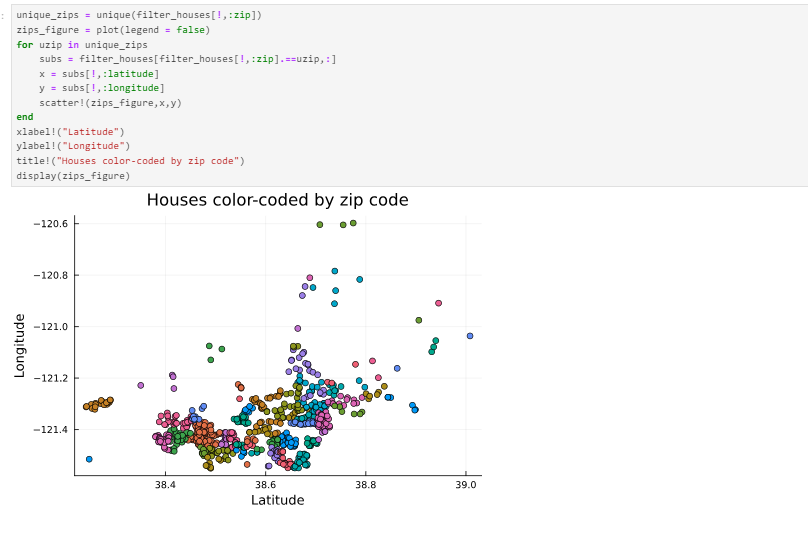 :
unique_zips = unique(filter_houses[!,:zip])
zips_figure = plot(legend = false)
for uzip in unique_zips
    subs = filter_houses[filter_houses[!,:zip].==uzip,:]
    x = subs[!,:latitude]
    y = subs[!,:longitude]
    scatter!(zips_figure,x,y)
end
xlabel!("Latitude")
ylabel!("Longitude")
title!("Houses color-coded by zip code")
display(zips_figure)
Houses color-coded by zip code
−120.6
−120.8
−121.0
−121.2
−121.4
Longitude
38.4 38.6 38.8 39.0
Latitude